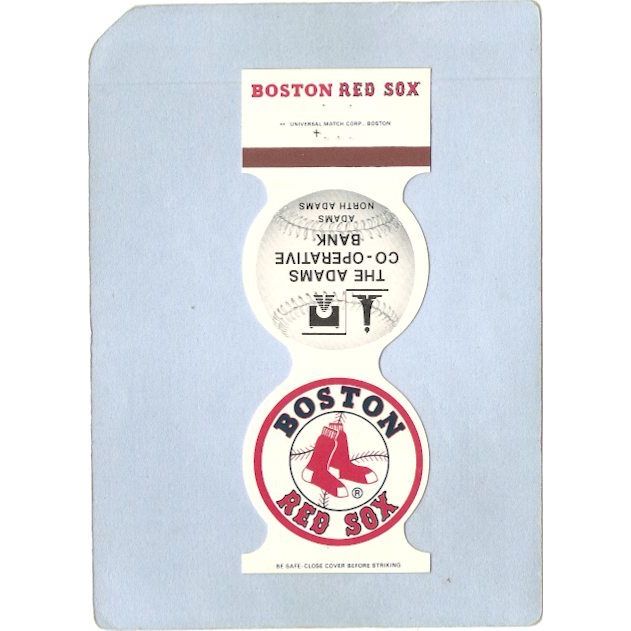 BOSTON RED SOX
UNIVERSAL MATCH CORP., BOSTON
THE ADAMS
CO-OPERATIVE
BANK
ADAMS
NORTH ADAMS
BOSTON
RED SOX
®
BE SAFE-CLOSE COVER BEFORE STRIKING